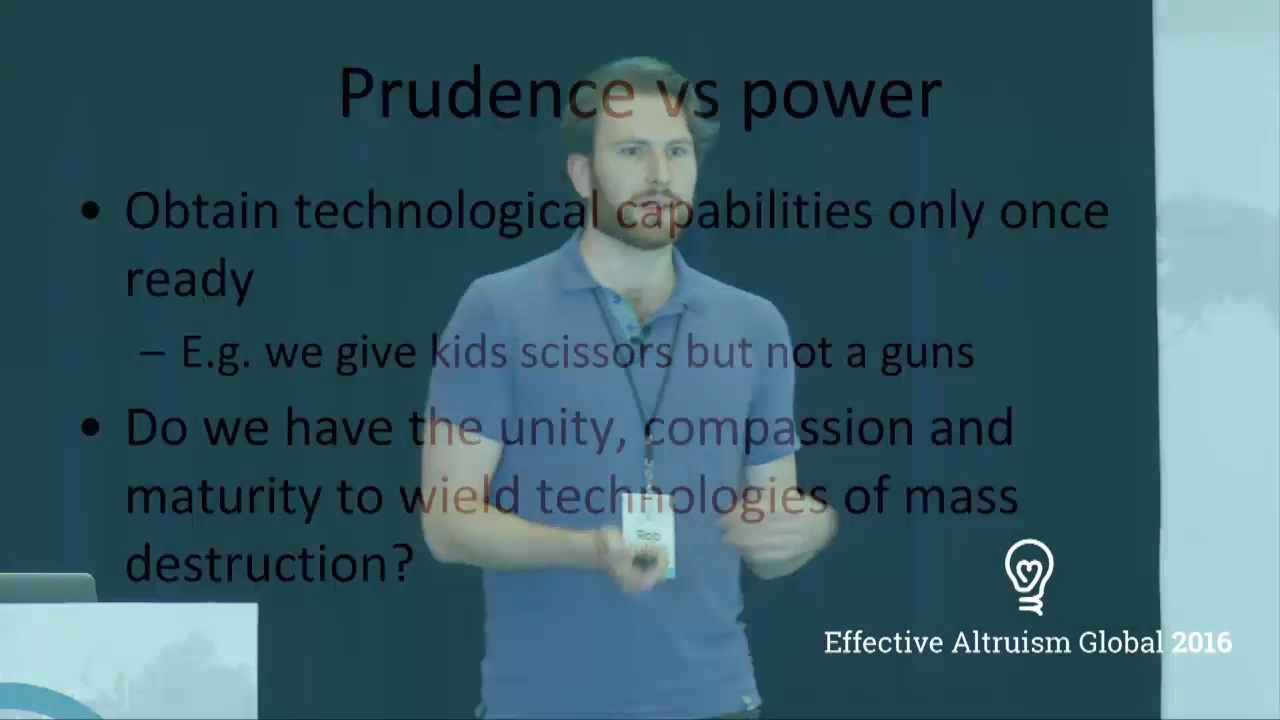 Prudence vs power
• Obtain technological capabilities only once
ready
– E.g. we give kids scissors but not a guns
• Do we have the unity, compassion and
maturity to wield technologies of mass
destruction?
Rob
Effective Altruism Global 2016